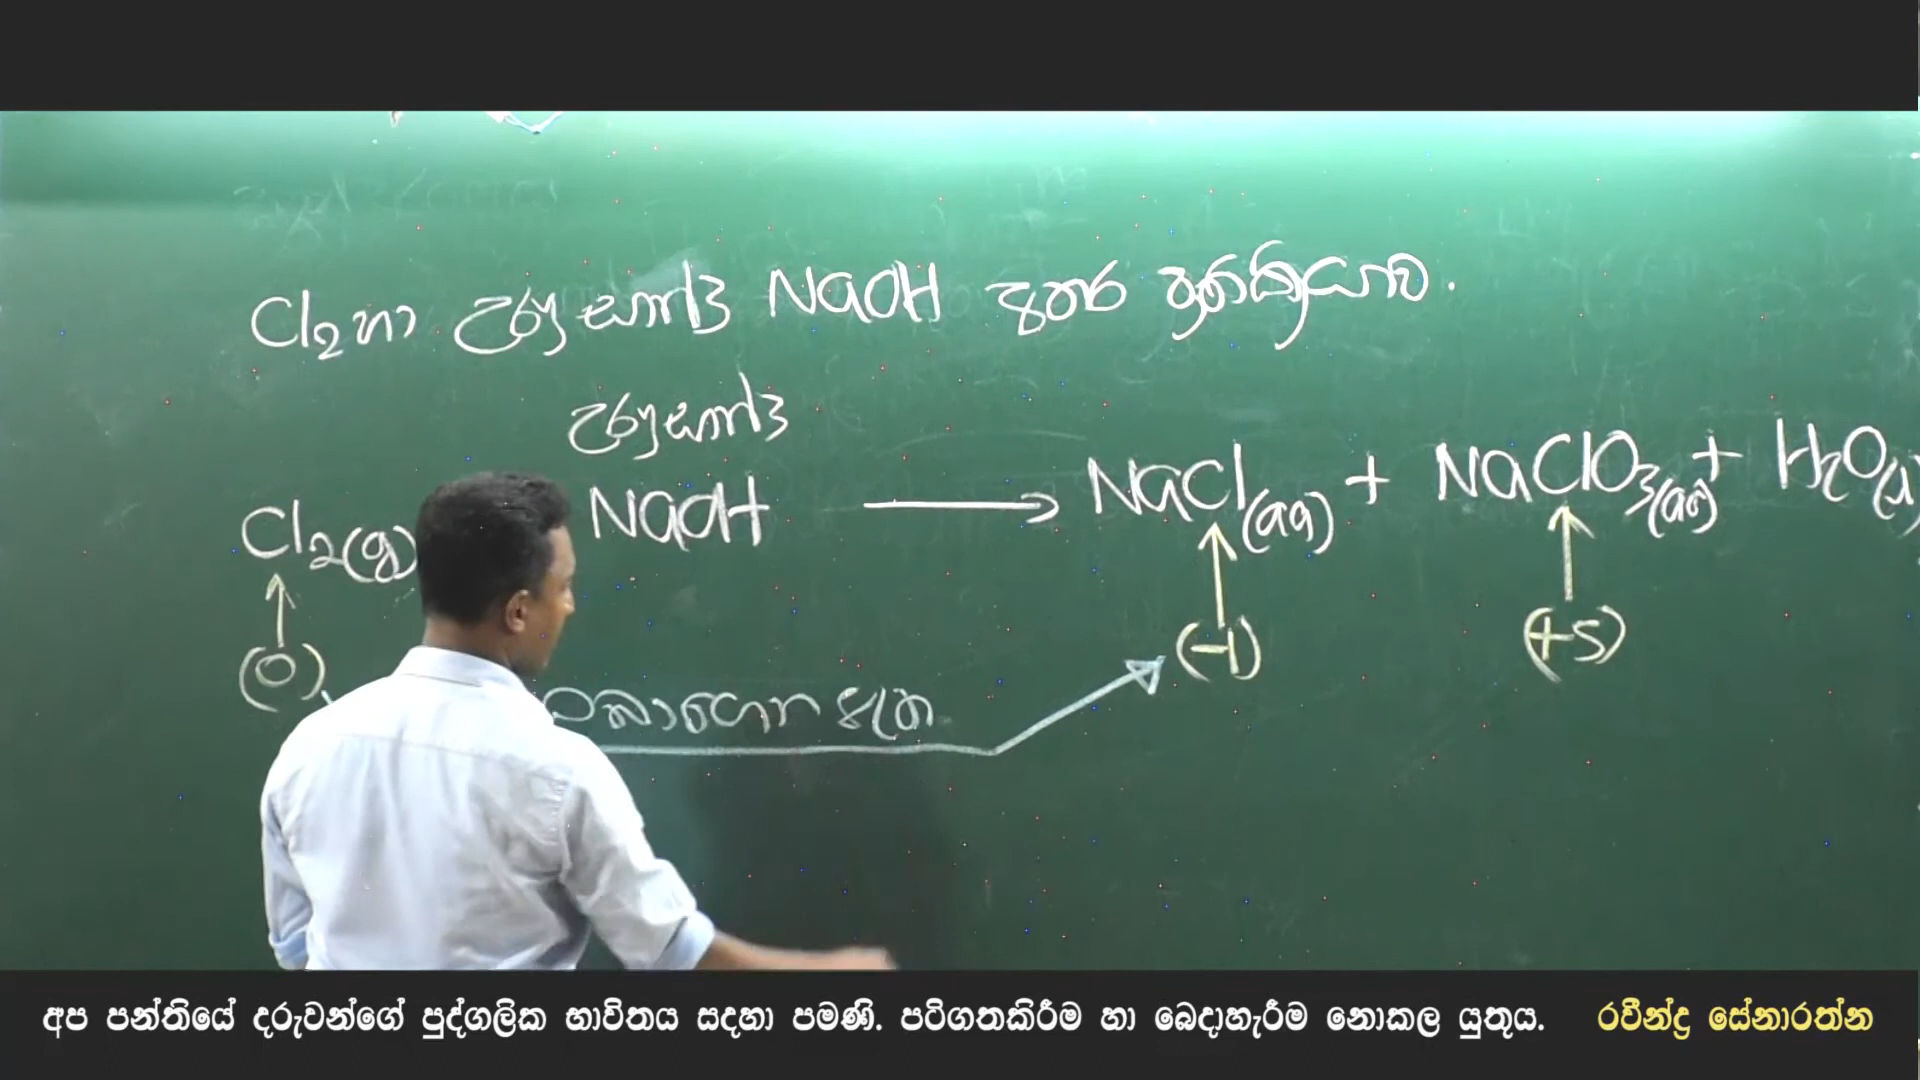 Cl₂ හා උණුසාන්ද්‍ර NaOH අතර ප්‍රතික්‍රියාව.
උණුසාන්ද්‍ර
Cl₂(g) NaOH → NaCl(aq) + NaClO₃(aq) + H₂O(l)
(0) (-1) (+5)
අප පන්තියේ දරුවන්ගේ පුද්ගලික භාවිතය සදහා පමණි. පටිගතකිරීම හා බෙදාහැරීම නොකල යුතුය. රවීන්ද්‍ර සේනාරත්න